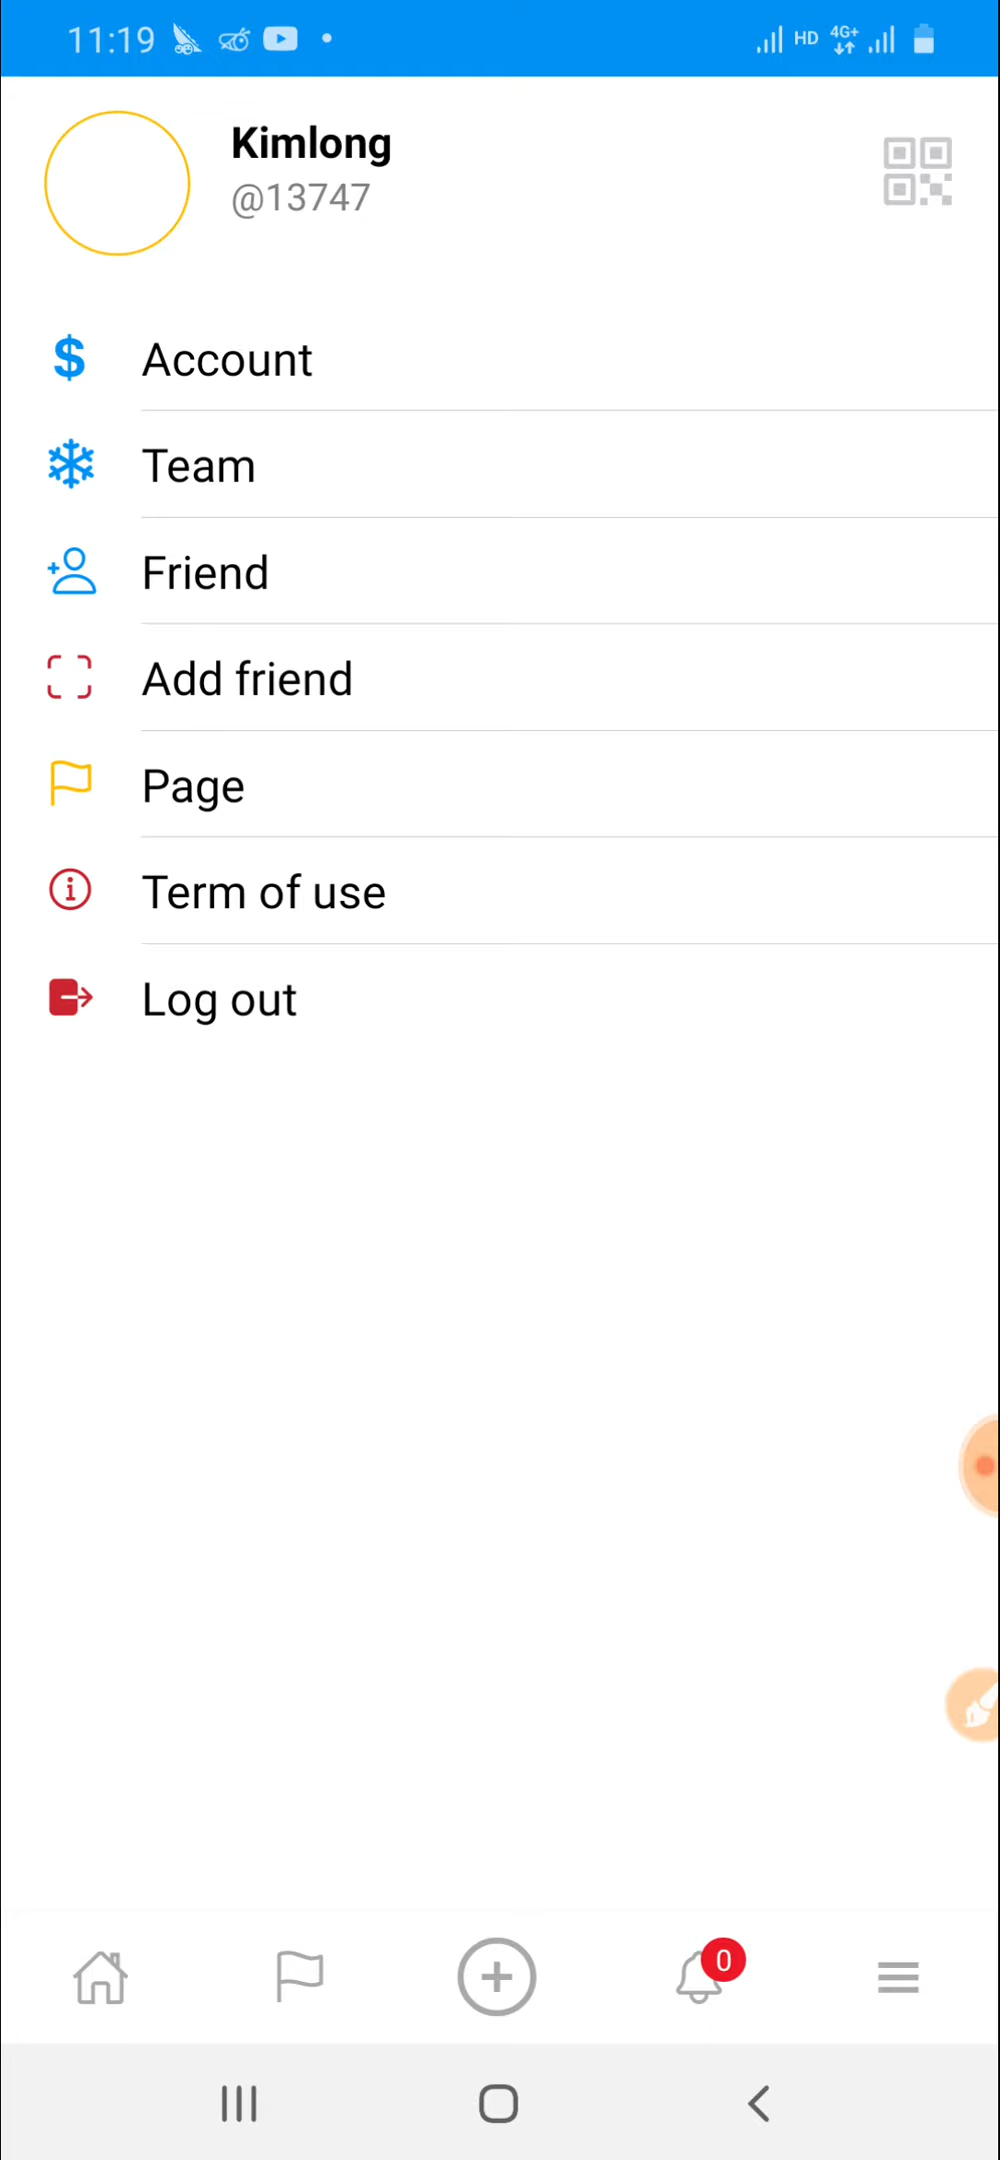 11:19
HD 4G+
Kimlong
@13747
Account
Team
Friend
Add friend
Page
Term of use
Log out
0